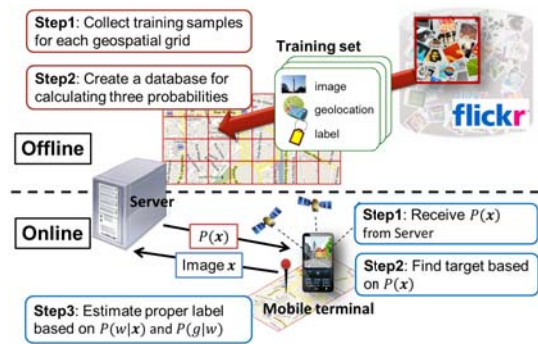 Step1: Collect training samples
for each geospatial grid
Step2: Create a database for
calculating three probabilities
Training set
image
geolocation
label
flickr
Offline
Server
Online
P(x)
Image x
Step1: Receive P(x)
from Server
Step2: Find target based
on P(x)
Step3: Estimate proper label
based on P(w|x) and P(g|w)
Mobile terminal